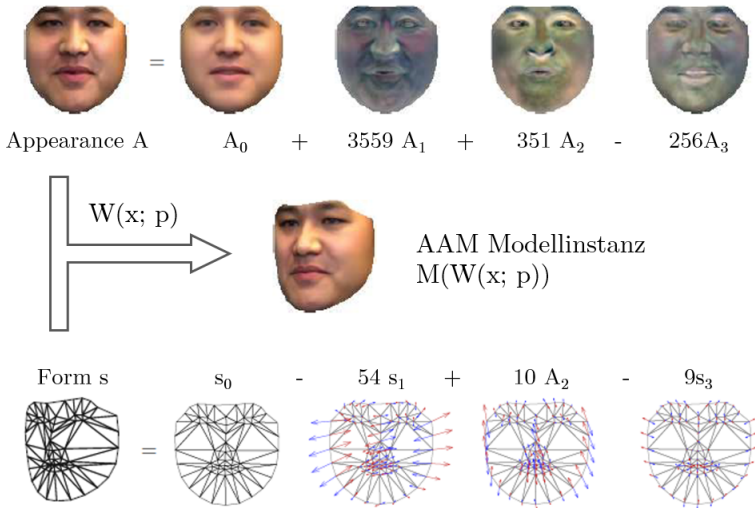 =
Appearance A A₀ + 3559 A₁ + 351 A₂ - 256A₃
W(x; p)
AAM Modellinstanz
M(W(x; p))
Form s s₀ - 54 s₁ + 10 A₂ - 9s₃
=